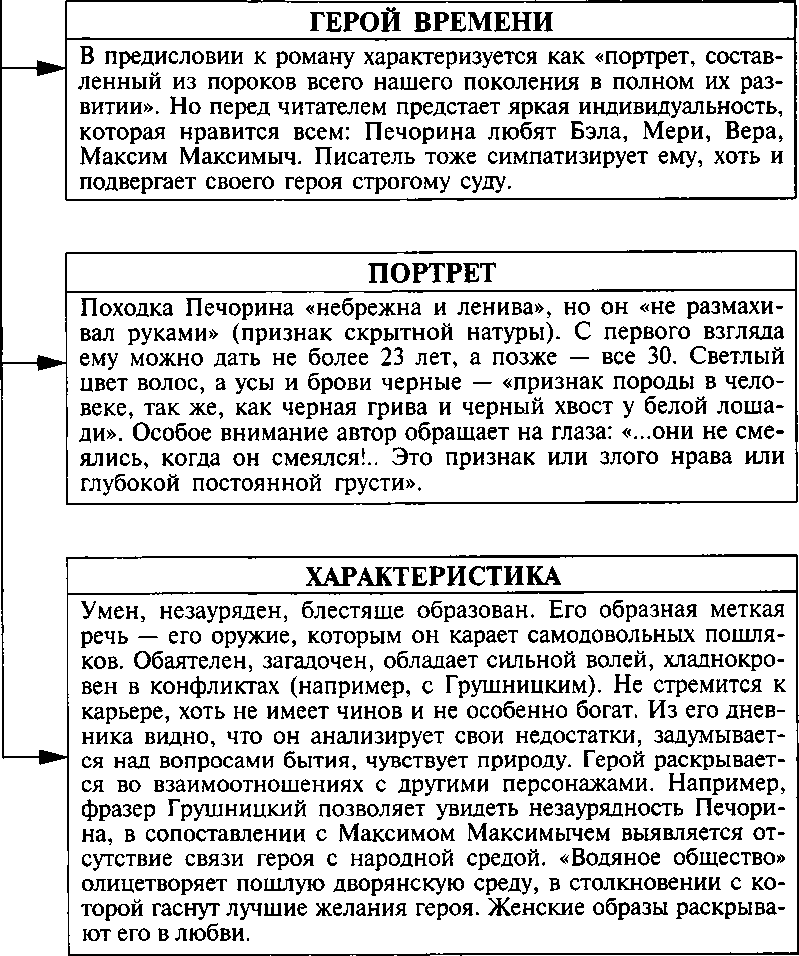 ГЕРОЙ ВРЕМЕНИ
В предисловии к роману характеризуется как «портрет, состав-
ленный из пороков всего нашего поколения в полном их раз-
витии». Но перед читателем предстает яркая индивидуальность,
которая нравится всем: Печорина любят Бэла, Мери, Вера,
Максим Максимыч. Писатель тоже симпатизирует ему, хоть и
подвергает своего героя строгому суду.
ПОРТРЕТ
Походка Печорина «небрежна и ленива», но он «не размахи-
вал руками» (признак скрытной натуры). С первого взгляда
ему можно дать не более 23 лет, а позже — все 30. Светлый
цвет волос, а усы и брови черные — «признак породы в чело-
веке, так же, как черная грива и черный хвост у белой лоша-
ди». Особое внимание автор обращает на глаза: «...они не сме-
ялись, когда он смеялся!.. Это признак или злого нрава или
глубокой постоянной грусти».
ХАРАКТЕРИСТИКА
Умен, незауряден, блестяще образован. Его образная меткая
речь — его оружие, которым он карает самодовольных пошля-
ков. Обаятелен, загадочен, обладает сильной волей, хладнокро-
вен в конфликтах (например, с Грушницким). Не стремится к
карьере, хоть не имеет чинов и не особенно богат. Из его днев-
ника видно, что он анализирует свои недостатки, задумывает-
ся над вопросами бытия, чувствует природу. Герой раскрывает-
ся во взаимоотношениях с другими персонажами. Например,
фразер Грушницкий позволяет увидеть незаурядность Печори-
на, в сопоставлении с Максимом Максимычем выявляется от-
сутствие связи героя с народной средой. «Водяное общество»
олицетворяет пошлую дворянскую среду, в столкновении с ко-
торой гаснут лучшие желания героя. Женские образы раскрыва-
ют его в любви.